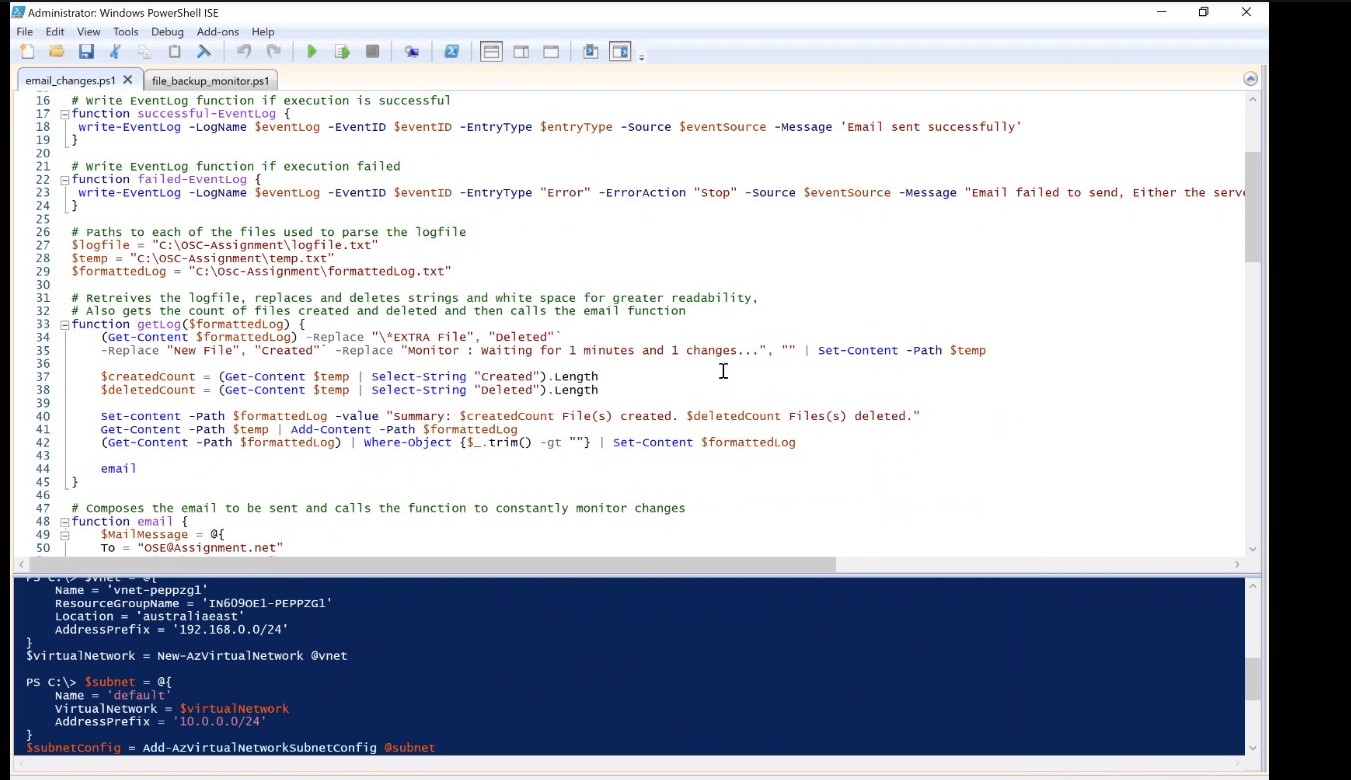 Administrator: Windows PowerShell ISE
File Edit View Tools Debug Add-ons Help
email_changes.ps1 file_backup_monitor.ps1
16 # Write EventLog function if execution is successful
17 function successful-EventLog {
18 write-EventLog -LogName $eventLog -EventID $eventID -EntryType $entryType -Source $eventSource -Message 'Email sent successfully'
19 }
20
21 # Write EventLog function if execution failed
22 function failed-EventLog {
23 write-EventLog -LogName $eventLog -EventID $eventID -EntryType "Error" -ErrorAction "Stop" -Source $eventSource -Message "Email failed to send, Either the serve
24 }
25
26 # Paths to each of the files used to parse the logfile
27 $logfile = "C:\OSC-Assignment\logfile.txt"
28 $temp = "C:\OSC-Assignment\temp.txt"
29 $formattedLog = "C:\Osc-Assignment\formattedLog.txt"
30
31 # Retreives the logfile, replaces and deletes strings and white space for greater readability,
32 # Also gets the count of files created and deleted and then calls the email function
33 function getLog($formattedLog) {
34 (Get-Content $formattedLog) -Replace "\*EXTRA File", "Deleted"`
35 -Replace "New File", "Created"` -Replace "Monitor : Waiting for 1 minutes and 1 changes...", "" | Set-Content -Path $temp
36
37 $createdCount = (Get-Content $temp | Select-String "Created").Length
38 $deletedCount = (Get-Content $temp | Select-String "Deleted").Length
39
40 Set-content -Path $formattedLog -value "Summary: $createdCount File(s) created. $deletedCount Files(s) deleted."
41 Get-Content -Path $temp | Add-Content -Path $formattedLog
42 (Get-Content -Path $formattedLog) | Where-Object {$_.trim() -gt ""} | Set-Content $formattedLog
43
44 email
45 }
46
47 # Composes the email to be sent and calls the function to constantly monitor changes
48 function email {
49 $MailMessage = @{
50 To = "OSE@Assignment.net"
PS C:\> $vnet = @{
Name = 'vnet-peppzg1'
ResourceGroupName = 'IN609OE1-PEPPZG1'
Location = 'australiaeast'
AddressPrefix = '192.168.0.0/24'
}
$virtualNetwork = New-AzVirtualNetwork @vnet
PS C:\> $subnet = @{
Name = 'default'
VirtualNetwork = $virtualNetwork
AddressPrefix = '10.0.0.0/24'
}
$subnetConfig = Add-AzVirtualNetworkSubnetConfig @subnet